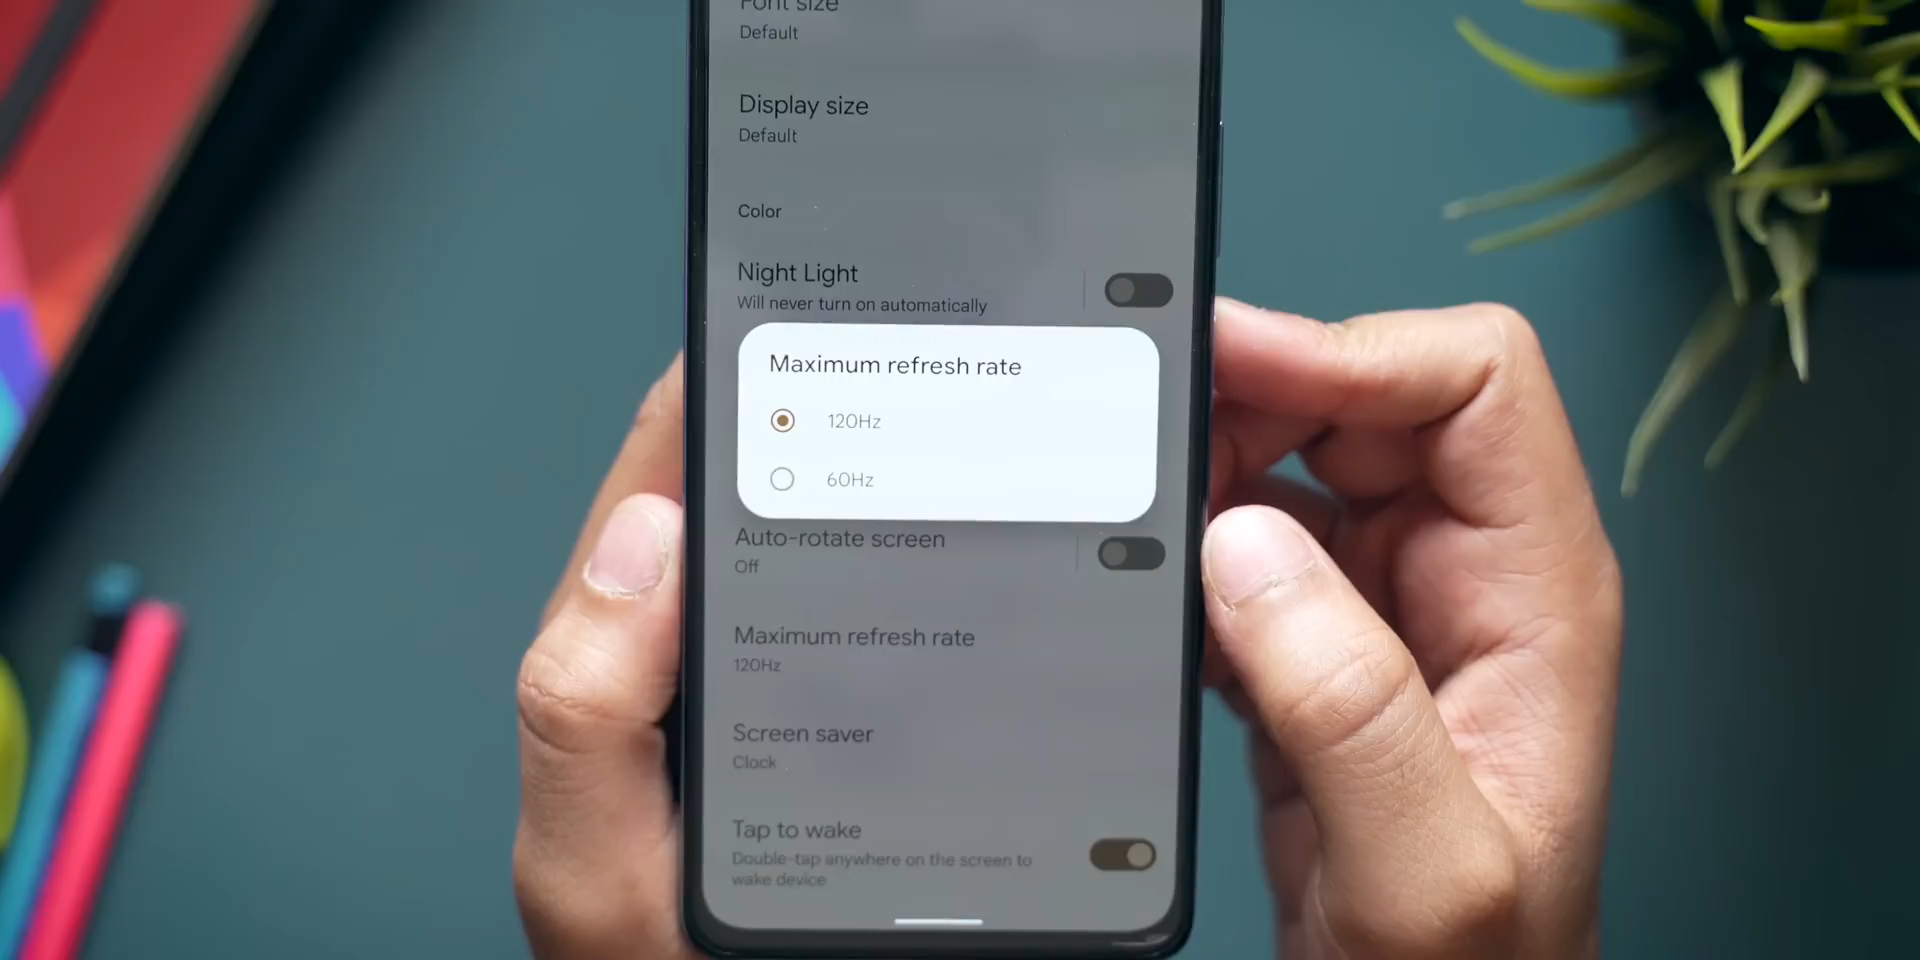 Font size
Default
Display size
Default
Color
Night Light
Will never turn on automatically
Maximum refresh rate
120Hz
60Hz
Auto-rotate screen
Off
Maximum refresh rate
120Hz
Screen saver
Clock
Tap to wake
Double-tap anywhere on the screen to
wake device